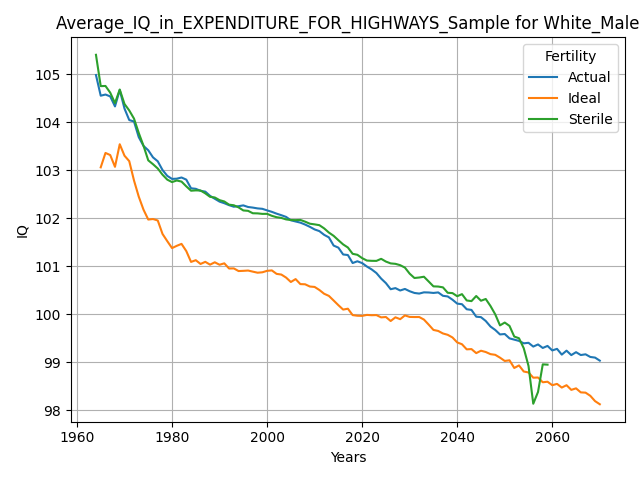 Average_IQ_in_EXPENDITURE_FOR_HIGHWAYS_Sample for White_Male
Fertility
Actual
Ideal
Sterile
105
104
103
102
101
100
99
98
IQ
1960
1980
2000
2020
2040
2060
Years